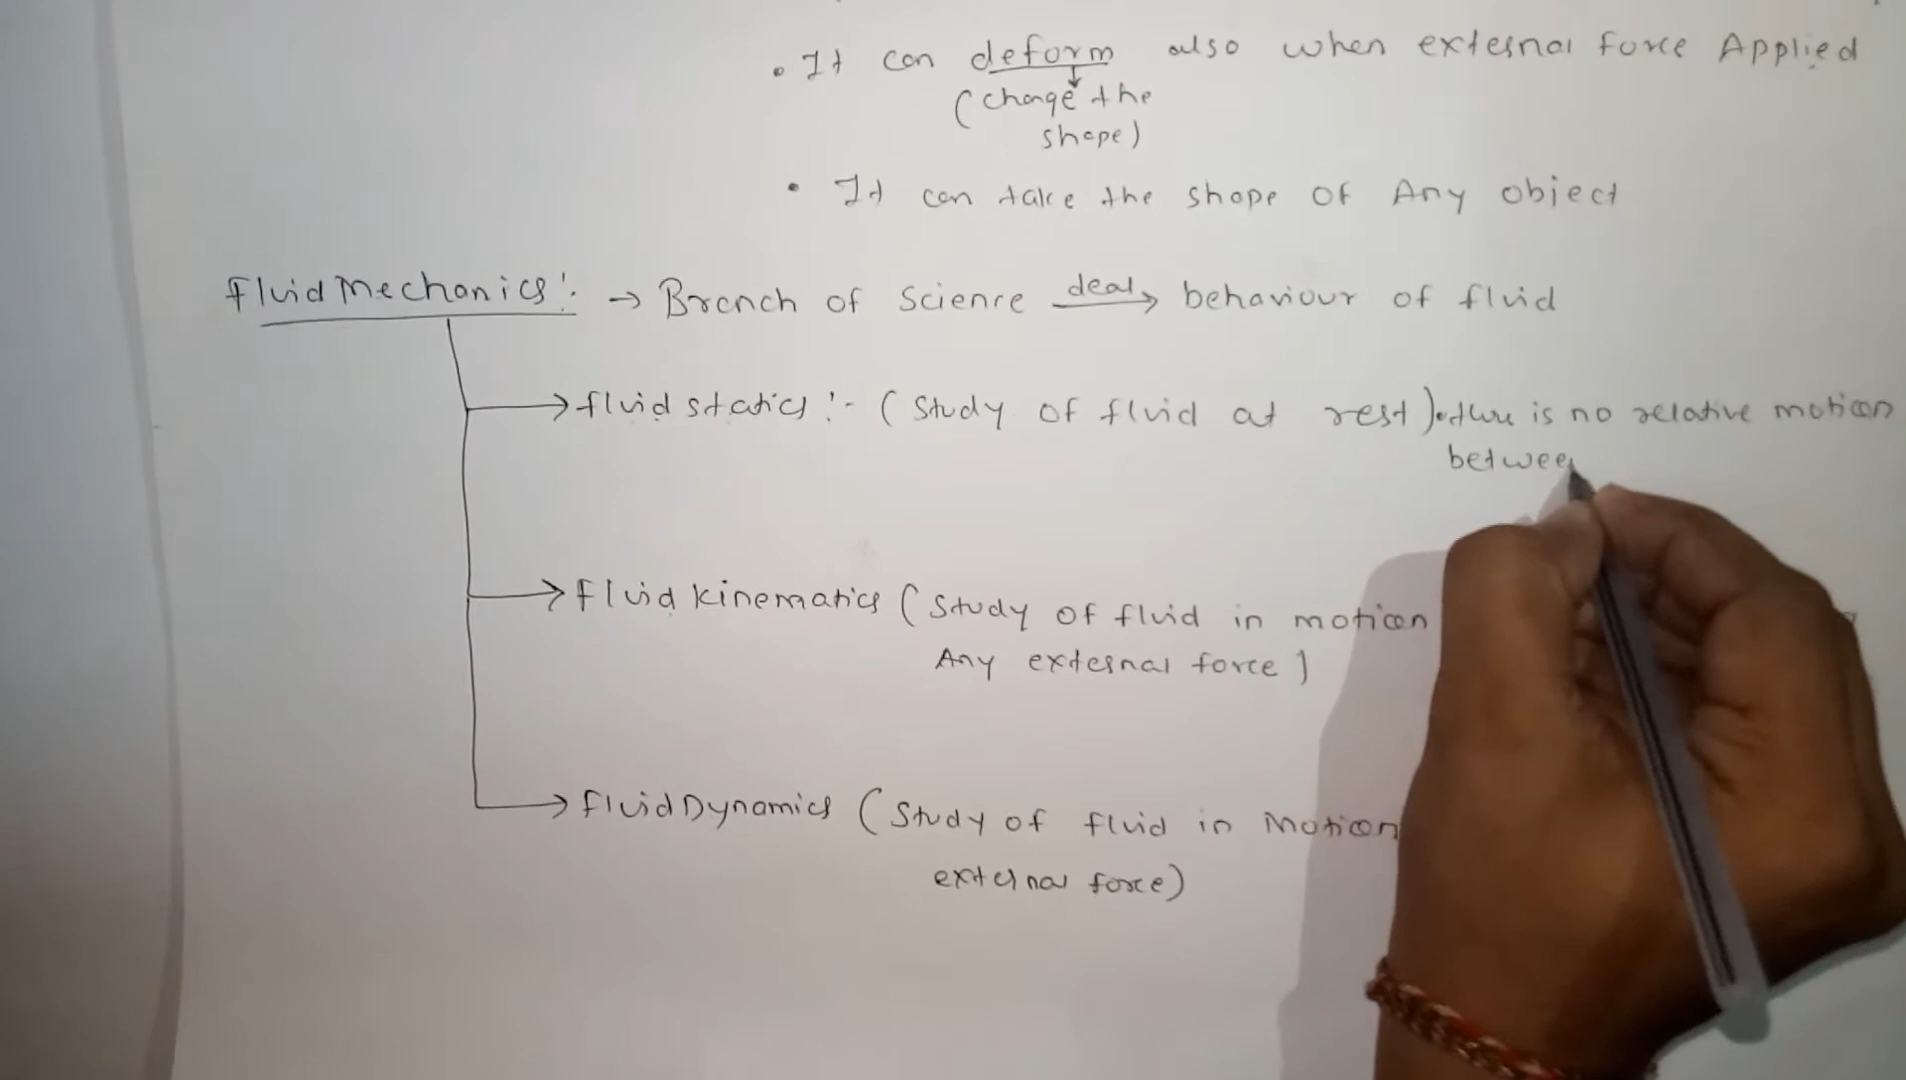 • It can deform also when external force Applied
(change the
shape)
• It can take the shape of Any object
fluid Mechanics:- → Branch of science deal behaviour of fluid
→ fluid statics :- (Study of fluid at rest). there is no relative motion
betwee
→ fluid kinematics (Study of fluid in motion
Any external force)
→ fluid Dynamics (Study of fluid in Motion
external force)